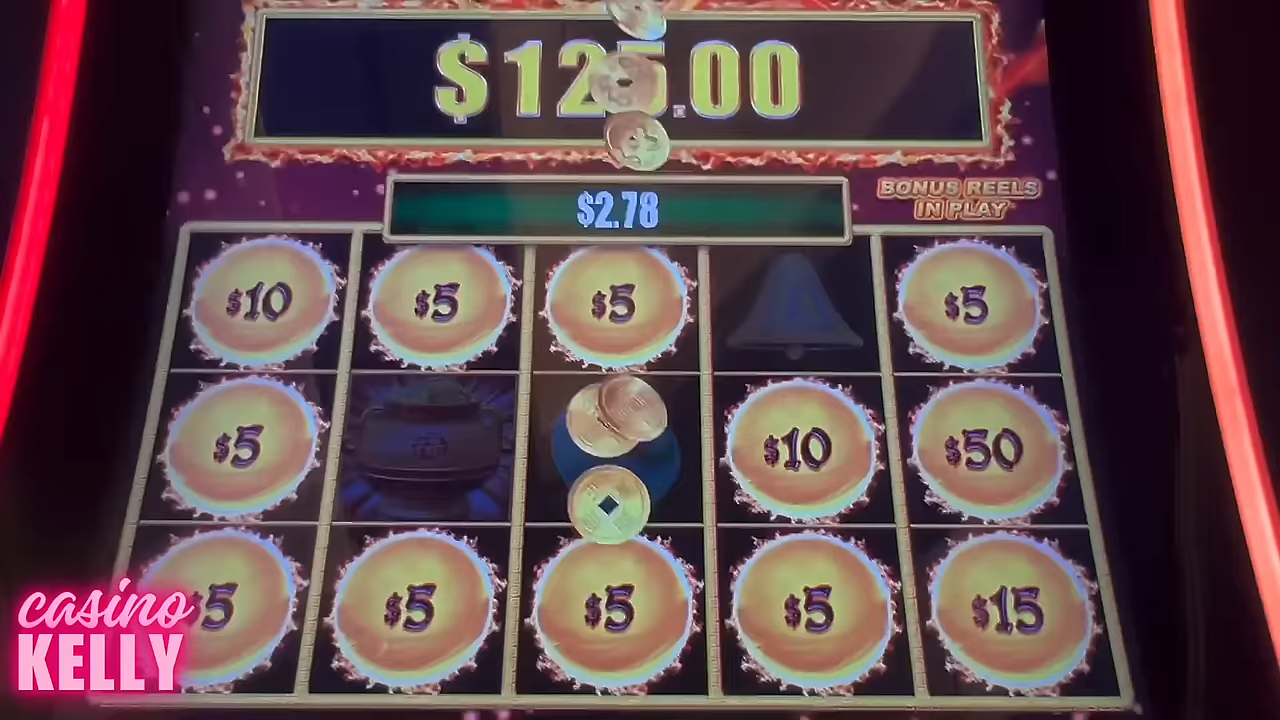 $125.00
$2.78
BONUS REELS
IN PLAY
$10 $5 $5 $5
$5 $10 $50
$5 $5 $5 $5 $15
casino
KELLY